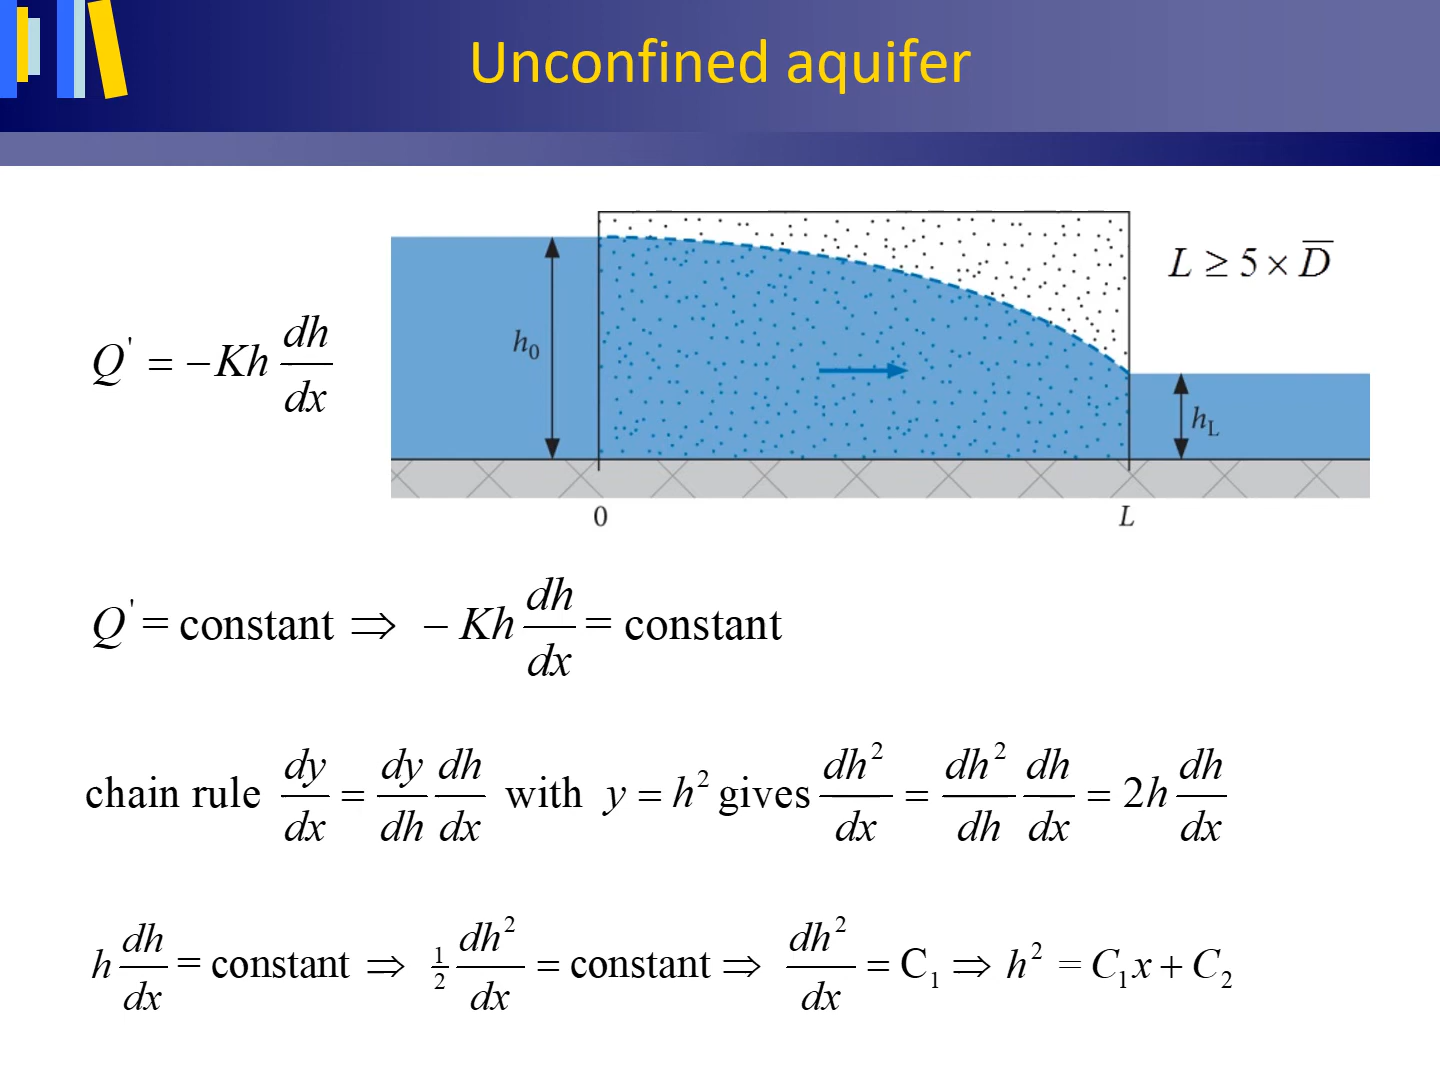 Unconfined aquifer
L ≥ 5 × D̅
Q' = −Kh dh/dx
h₀
h_L
0
L
Q' = constant ⇒ − Kh dh/dx = constant
chain rule dy/dx = dy/dh dh/dx with y = h² gives dh²/dx = dh²/dh dh/dx = 2h dh/dx
h dh/dx = constant ⇒ ½ dh²/dx = constant ⇒ dh²/dx = C₁ ⇒ h² = C₁x + C₂